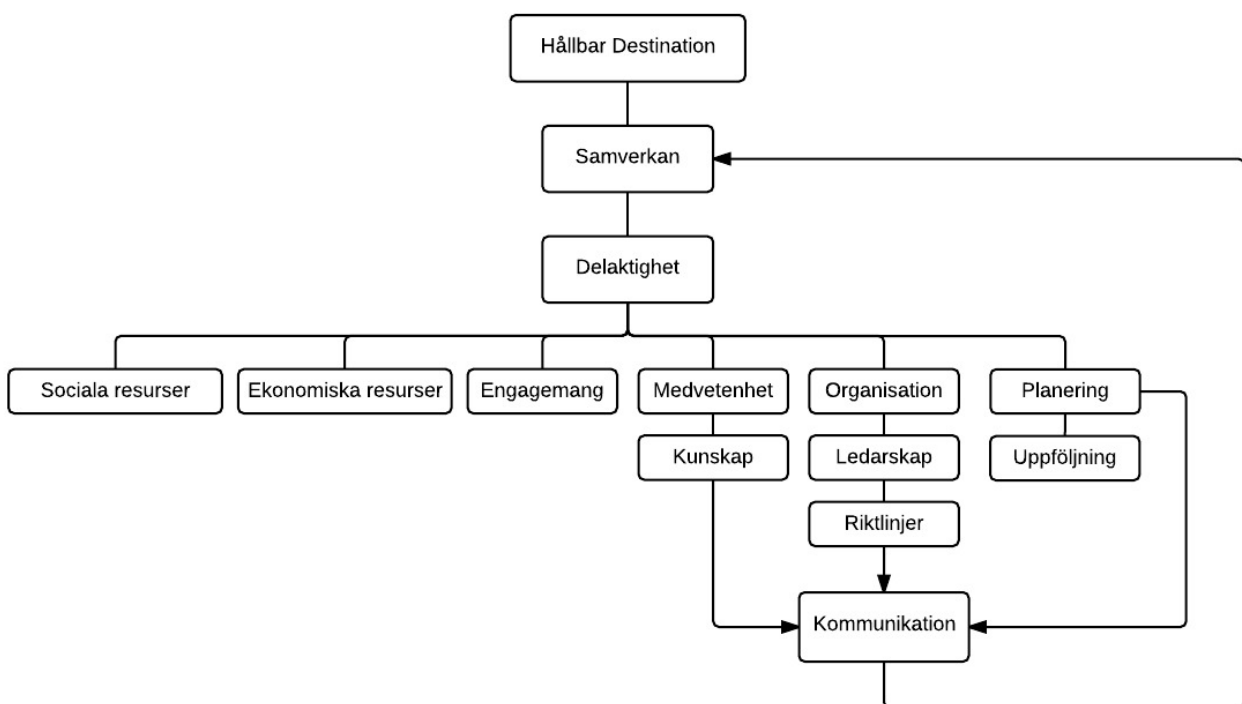 Hållbar Destination
Samverkan
Delaktighet
Sociala resurser
Ekonomiska resurser
Engagemang
Medvetenhet
Organisation
Planering
Kunskap
Ledarskap
Uppföljning
Riktlinjer
Kommunikation